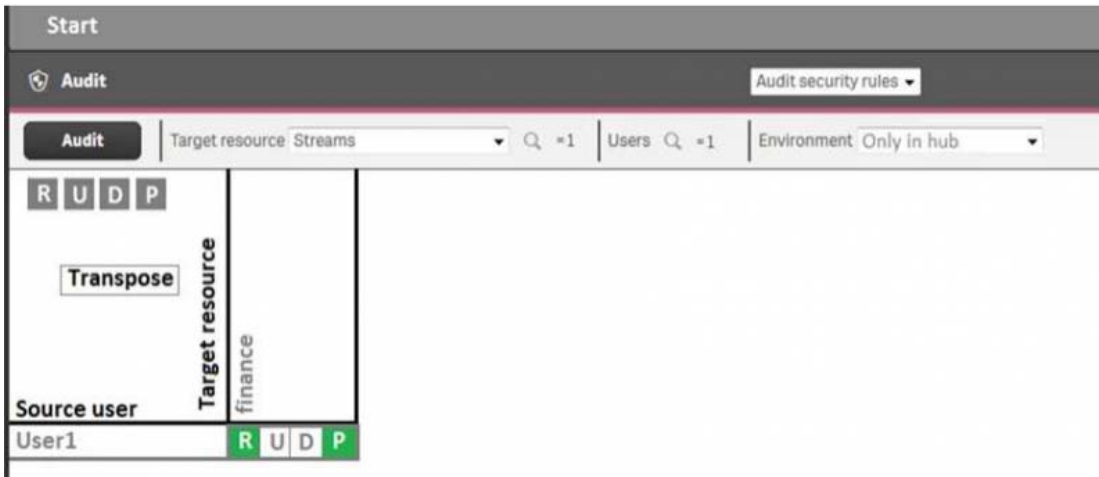 Start
Audit
Audit security rules
Audit
Target resource Streams
=1
Users
=1
Environment Only in hub
R U D P
Transpose
Target resource
finance
Source user
User1
R U D P